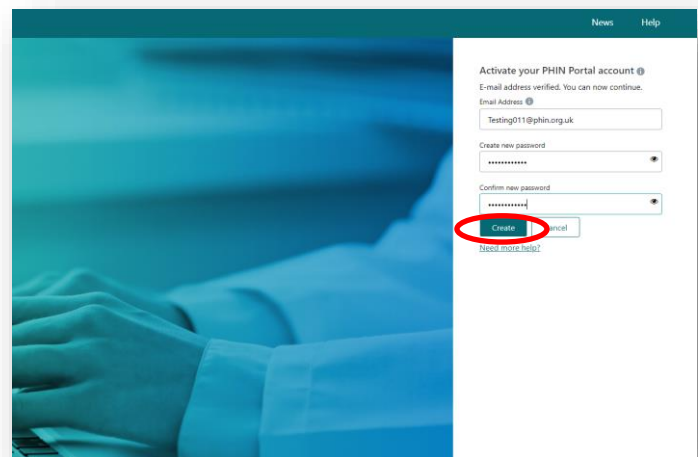 News Help
Activate your PHIN Portal account
E-mail address verified. You can now continue.
Email Address
Testing011@phin.org.uk
Create new password
••••••••••••
Confirm new password
••••••••••••
Create Cancel
Need more help?